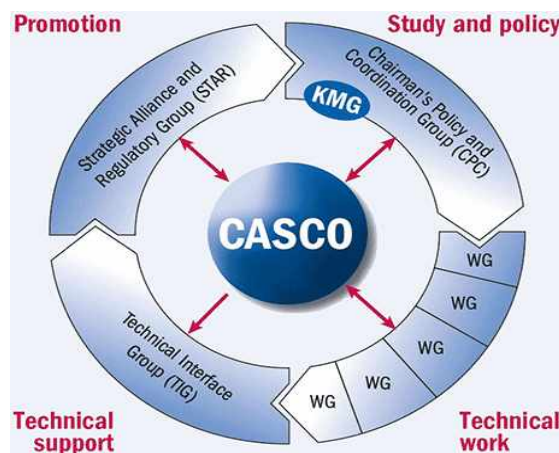 Promotion
Study and policy
Strategic Alliance and
Regulatory Group (STAR)
KMG
Chairman's Policy and
Coordination Group (CPC)
CASCO
WG
WG
WG
WG
WG
Technical Interface
Group (TIG)
Technical
support
Technical
work